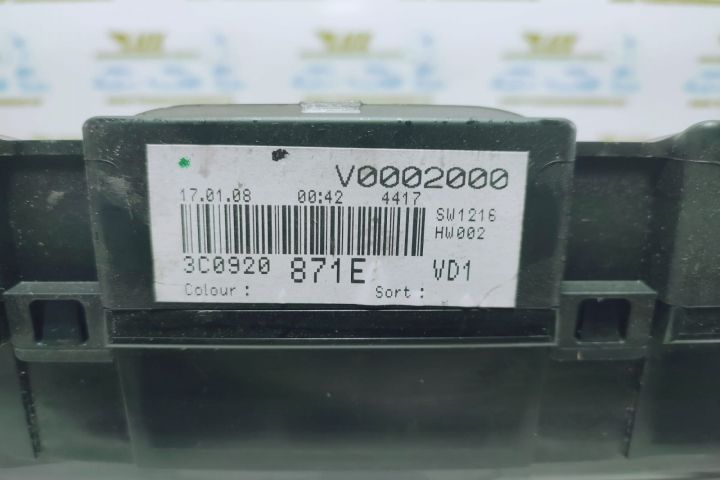 V0002000
17.01.08 00:42 4417
SW1216
HW002
3C0920 871E VD1
Colour : Sort :